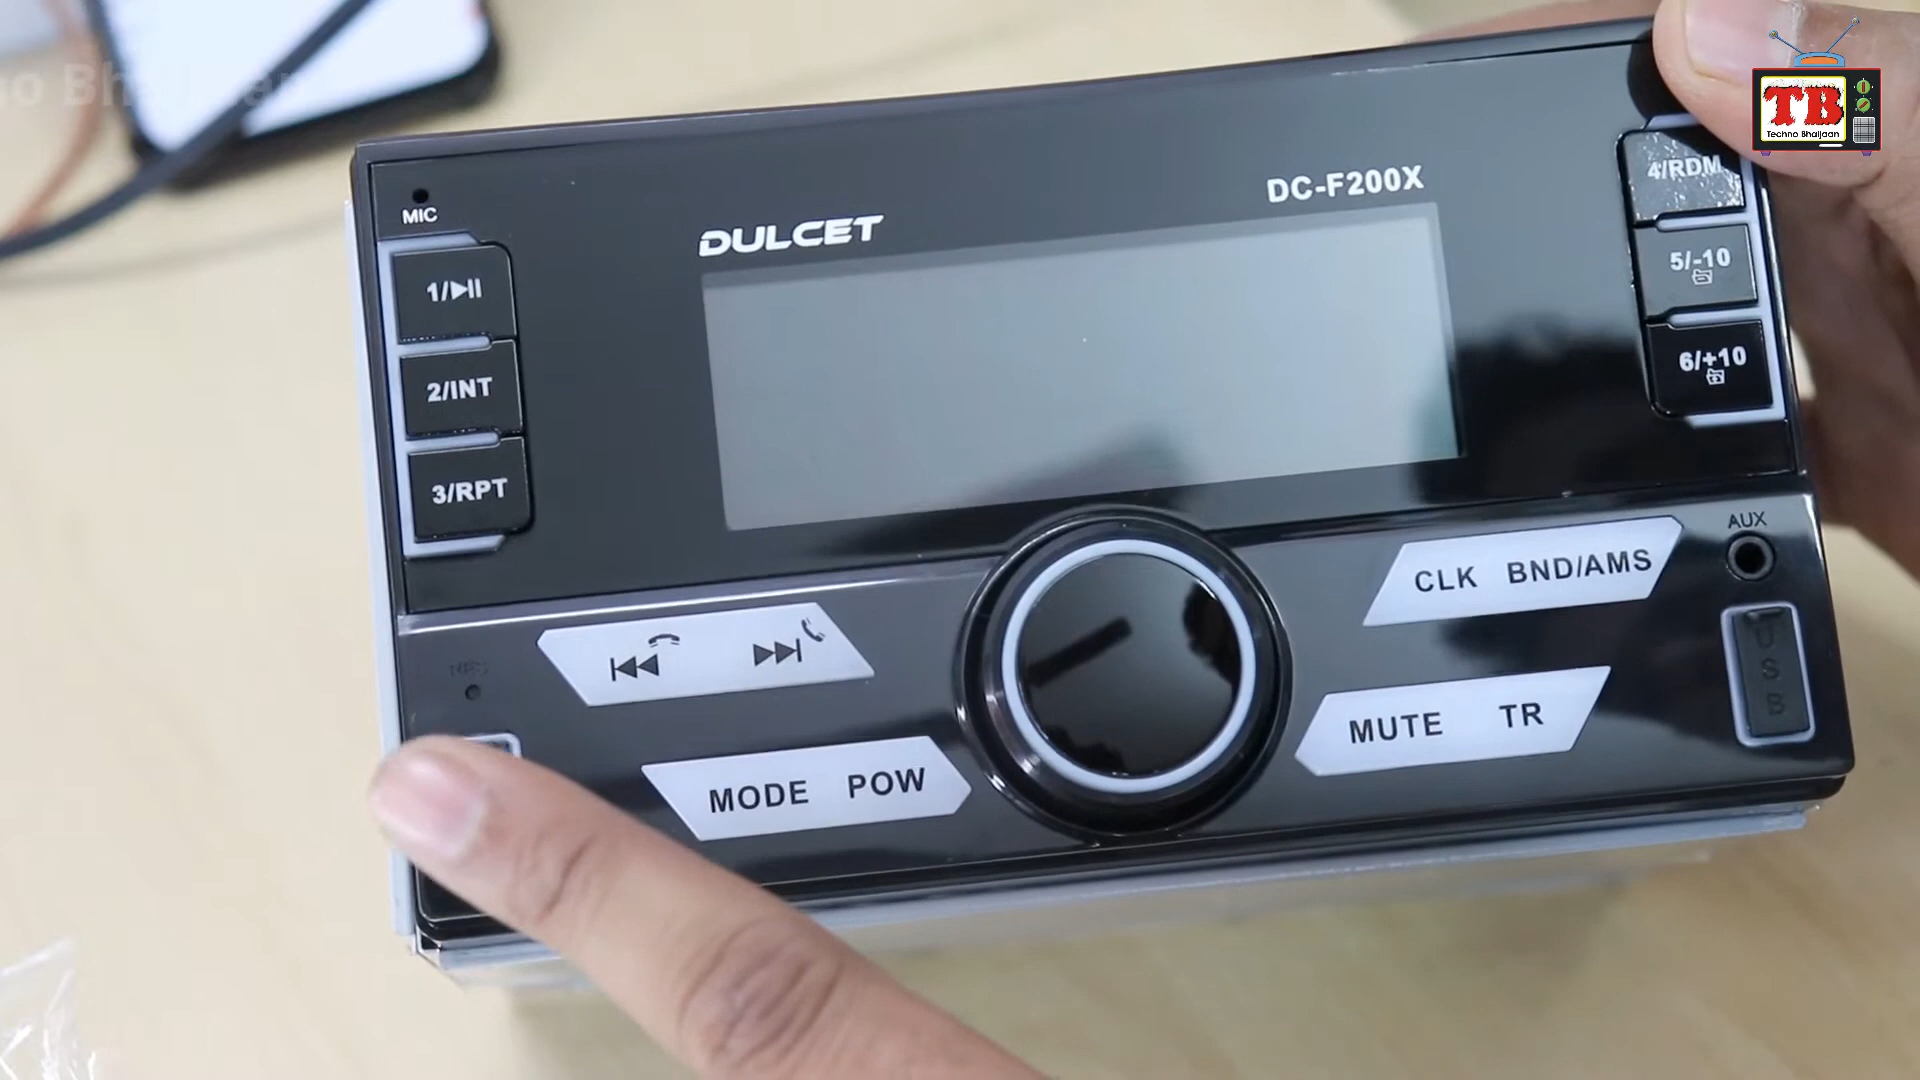 TB
Techno Bhaijaan
MIC
DULCET
DC-F200X
1/
2/INT
3/RPT
4/RDM
5/-10
6/+10
AUX
USB
CLK BND/AMS
MUTE TR
MODE POW